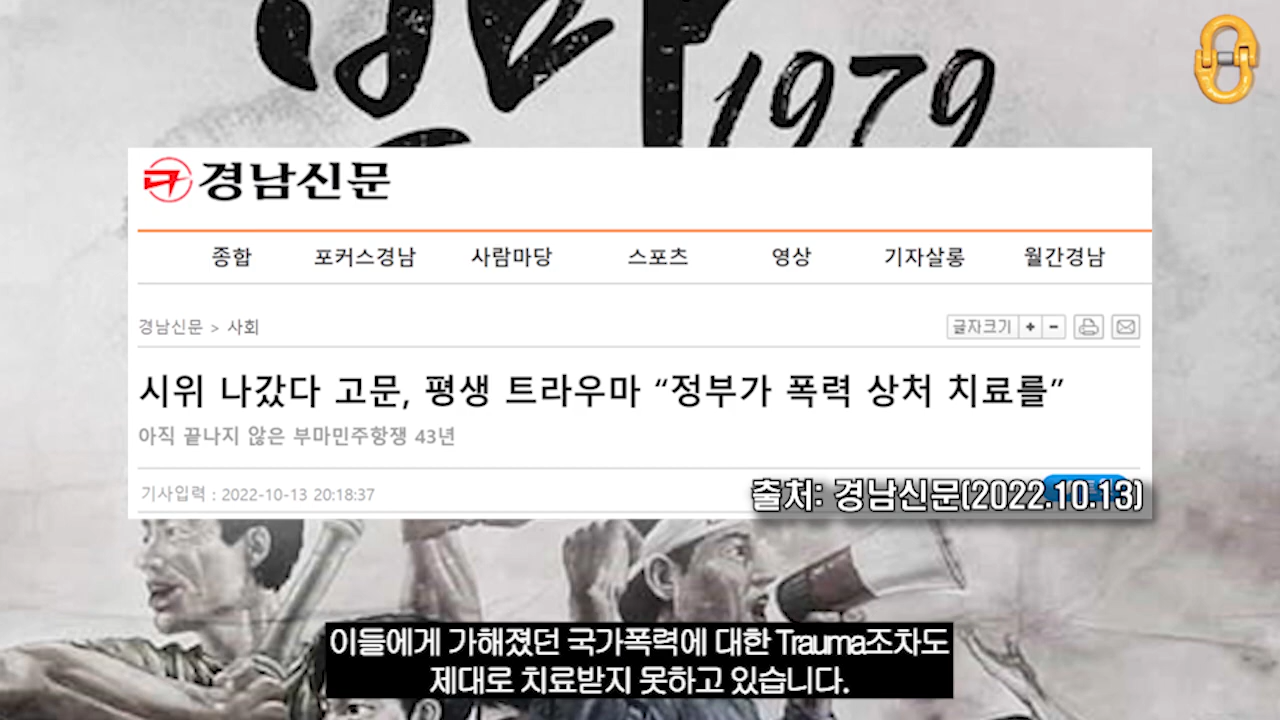 1979
경남신문
종합 포커스경남 사람마당 스포츠 영상 기자살롱 월간경남
경남신문 > 사회
글자크기 + -
시위 나갔다 고문, 평생 트라우마 “정부가 폭력 상처 치료를”
아직 끝나지 않은 부마민주항쟁 43년
기사입력 : 2022-10-13 20:18:37
출처: 경남신문(2022.10.13)
이들에게 가해졌던 국가폭력에 대한 Trauma조차도
제대로 치료받지 못하고 있습니다.